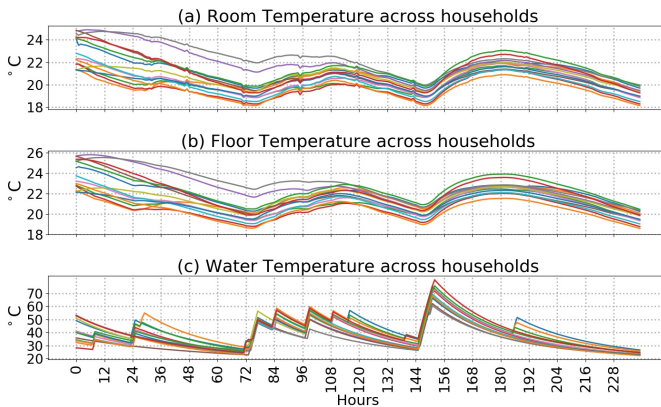 (a) Room Temperature across households
24
22
20
18
°C
(b) Floor Temperature across households
26
24
22
20
18
°C
(c) Water Temperature across households
70
60
50
40
30
20
°C
0 12 24 36 48 60 72 84 96 108 120 132 144 156 168 180 192 204 216 228
Hours